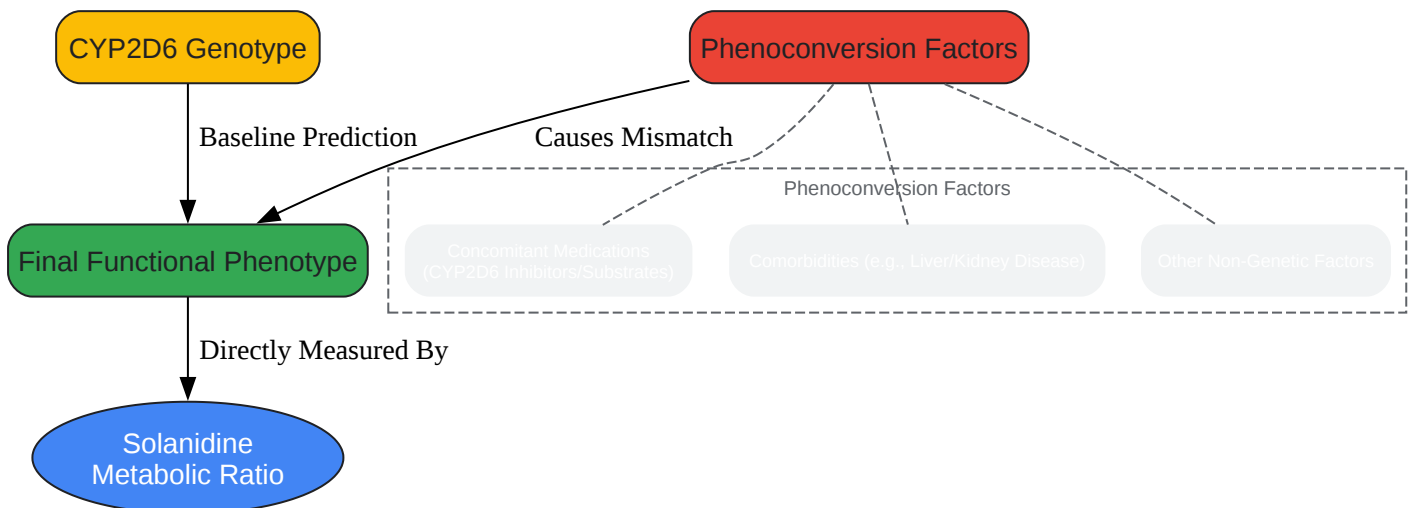 CYP2D6 Genotype
Phenoconversion Factors
Baseline Prediction
Causes Mismatch
Phenoconversion Factors
Final Functional Phenotype
Concomitant Medications
(CYP2D6 Inhibitors/Substrates)
Comorbidities (e.g., Liver/Kidney Disease)
Other Non-Genetic Factors
Directly Measured By
Solanidine
Metabolic Ratio